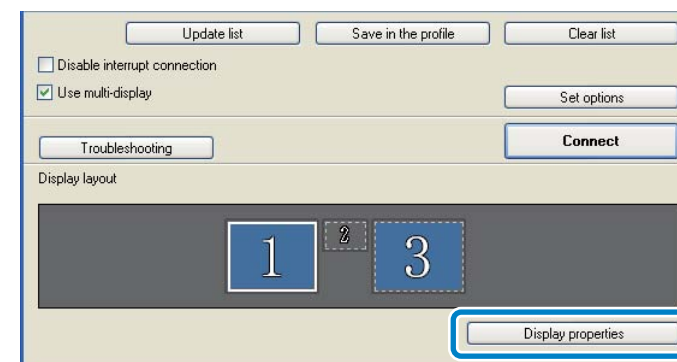 Update list Save in the profile Clear list
Disable interrupt connection
Use multi-display
Set options
Troubleshooting
Connect
Display layout
1 2 3
Display properties